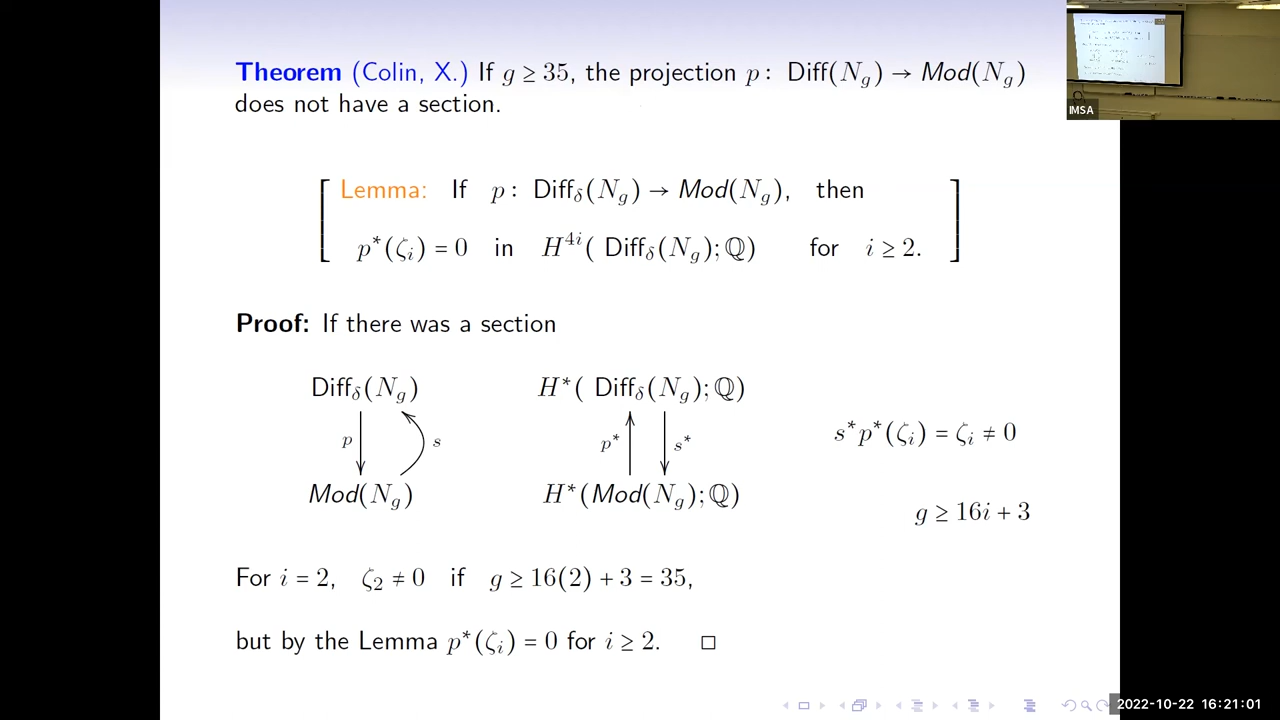 Theorem (Colin, X.) If g ≥ 35, the projection p : Diff(N_g) → Mod(N_g)
does not have a section.
Lemma: If p : Diff_δ(N_g) → Mod(N_g), then
p*(ζ_i) = 0 in H^{4i}( Diff_δ(N_g); ℚ) for i ≥ 2.
Proof: If there was a section
Diff_δ(N_g) H*( Diff_δ(N_g); ℚ)
p s p* s* s*p*(ζ_i) = ζ_i ≠ 0
Mod(N_g) H*(Mod(N_g); ℚ)
g ≥ 16i + 3
For i = 2, ζ_2 ≠ 0 if g ≥ 16(2) + 3 = 35,
but by the Lemma p*(ζ_i) = 0 for i ≥ 2. □
IMSA
2022-10-22 16:21:01